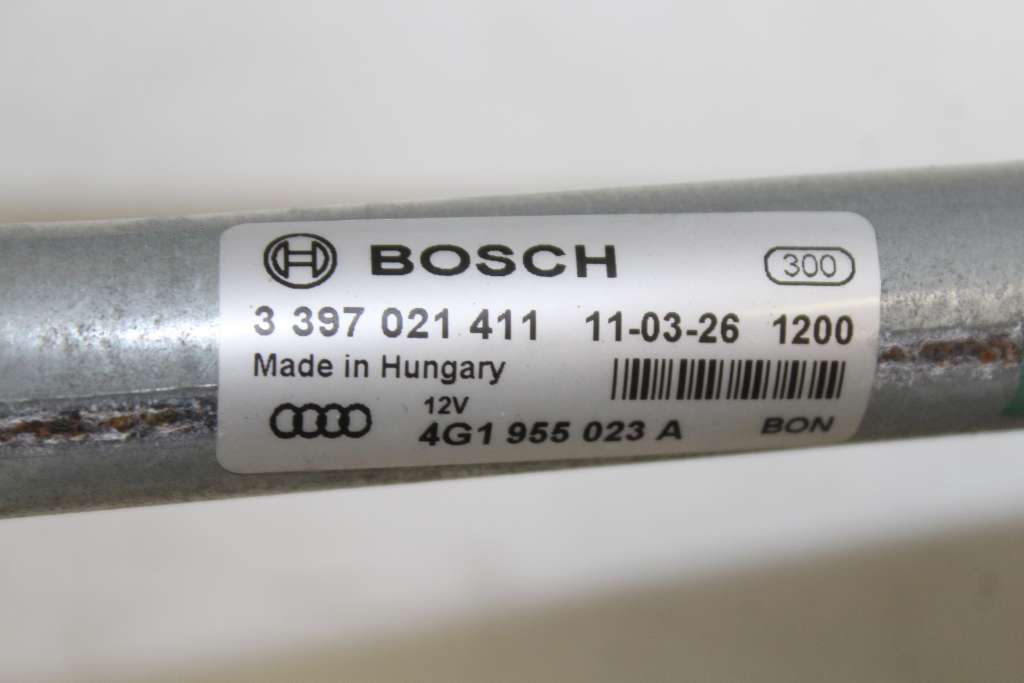 BOSCH 300
3 397 021 411 11-03-26 1200
Made in Hungary
12V
4G1 955 023 A BON